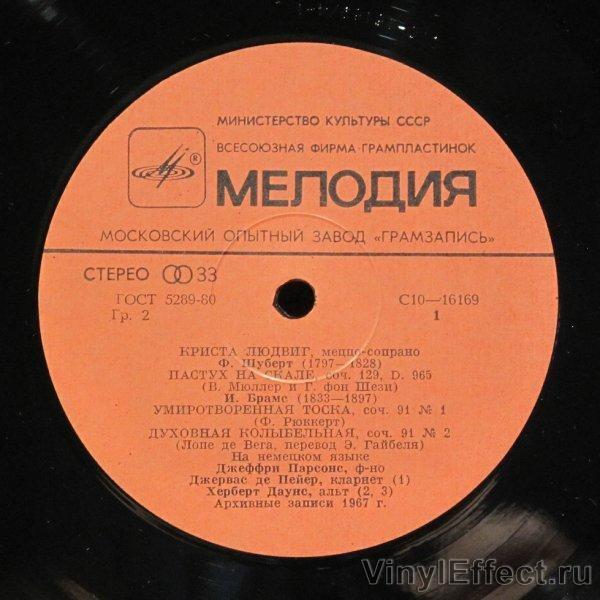 МИНИСТЕРСТВО КУЛЬТУРЫ СССР
ВСЕСОЮЗНАЯ ФИРМА ГРАМПЛАСТИНОК
®
МЕЛОДИЯ
МОСКОВСКИЙ ОПЫТНЫЙ ЗАВОД «ГРАМЗАПИСЬ»
СТЕРЕО 33
ГОСТ 5289-80 С10—16169
Гр. 2 1
КРИСТА ЛЮДВИГ, меццо-сопрано
Ф. Шуберт (1797—1828)
ПАСТУХ НА СКАЛЕ, соч. 129, D. 965
(В. Мюллер и Г. фон Шези)
И. Брамс (1833—1897)
УМИРОТВОРЕННАЯ ТОСКА, соч. 91 № 1
(Ф. Рюккерт)
ДУХОВНАЯ КОЛЫБЕЛЬНАЯ, соч. 91 № 2
(Лопе де Вега, перевод Э. Гайбеля)
На немецком языке
Джеффри Парсонс, ф-но
Джервас де Пейер, кларнет (1)
Херберт Даунс, альт (2, 3)
Архивные записи 1967 г.
VinylEffect.ru